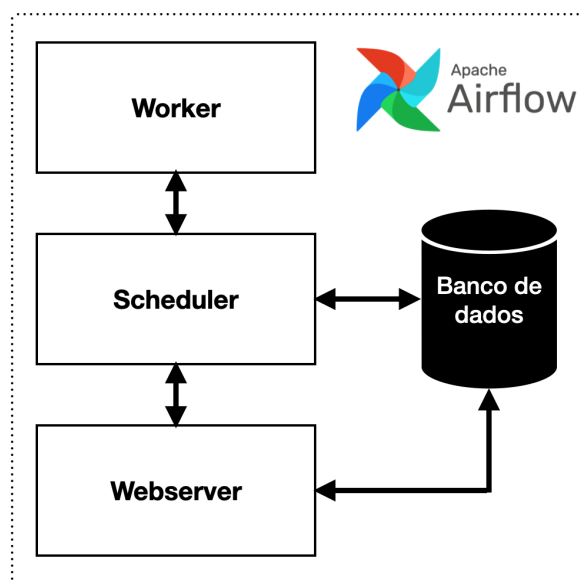 Worker
Apache
Airflow
Scheduler
Banco de
dados
Webserver